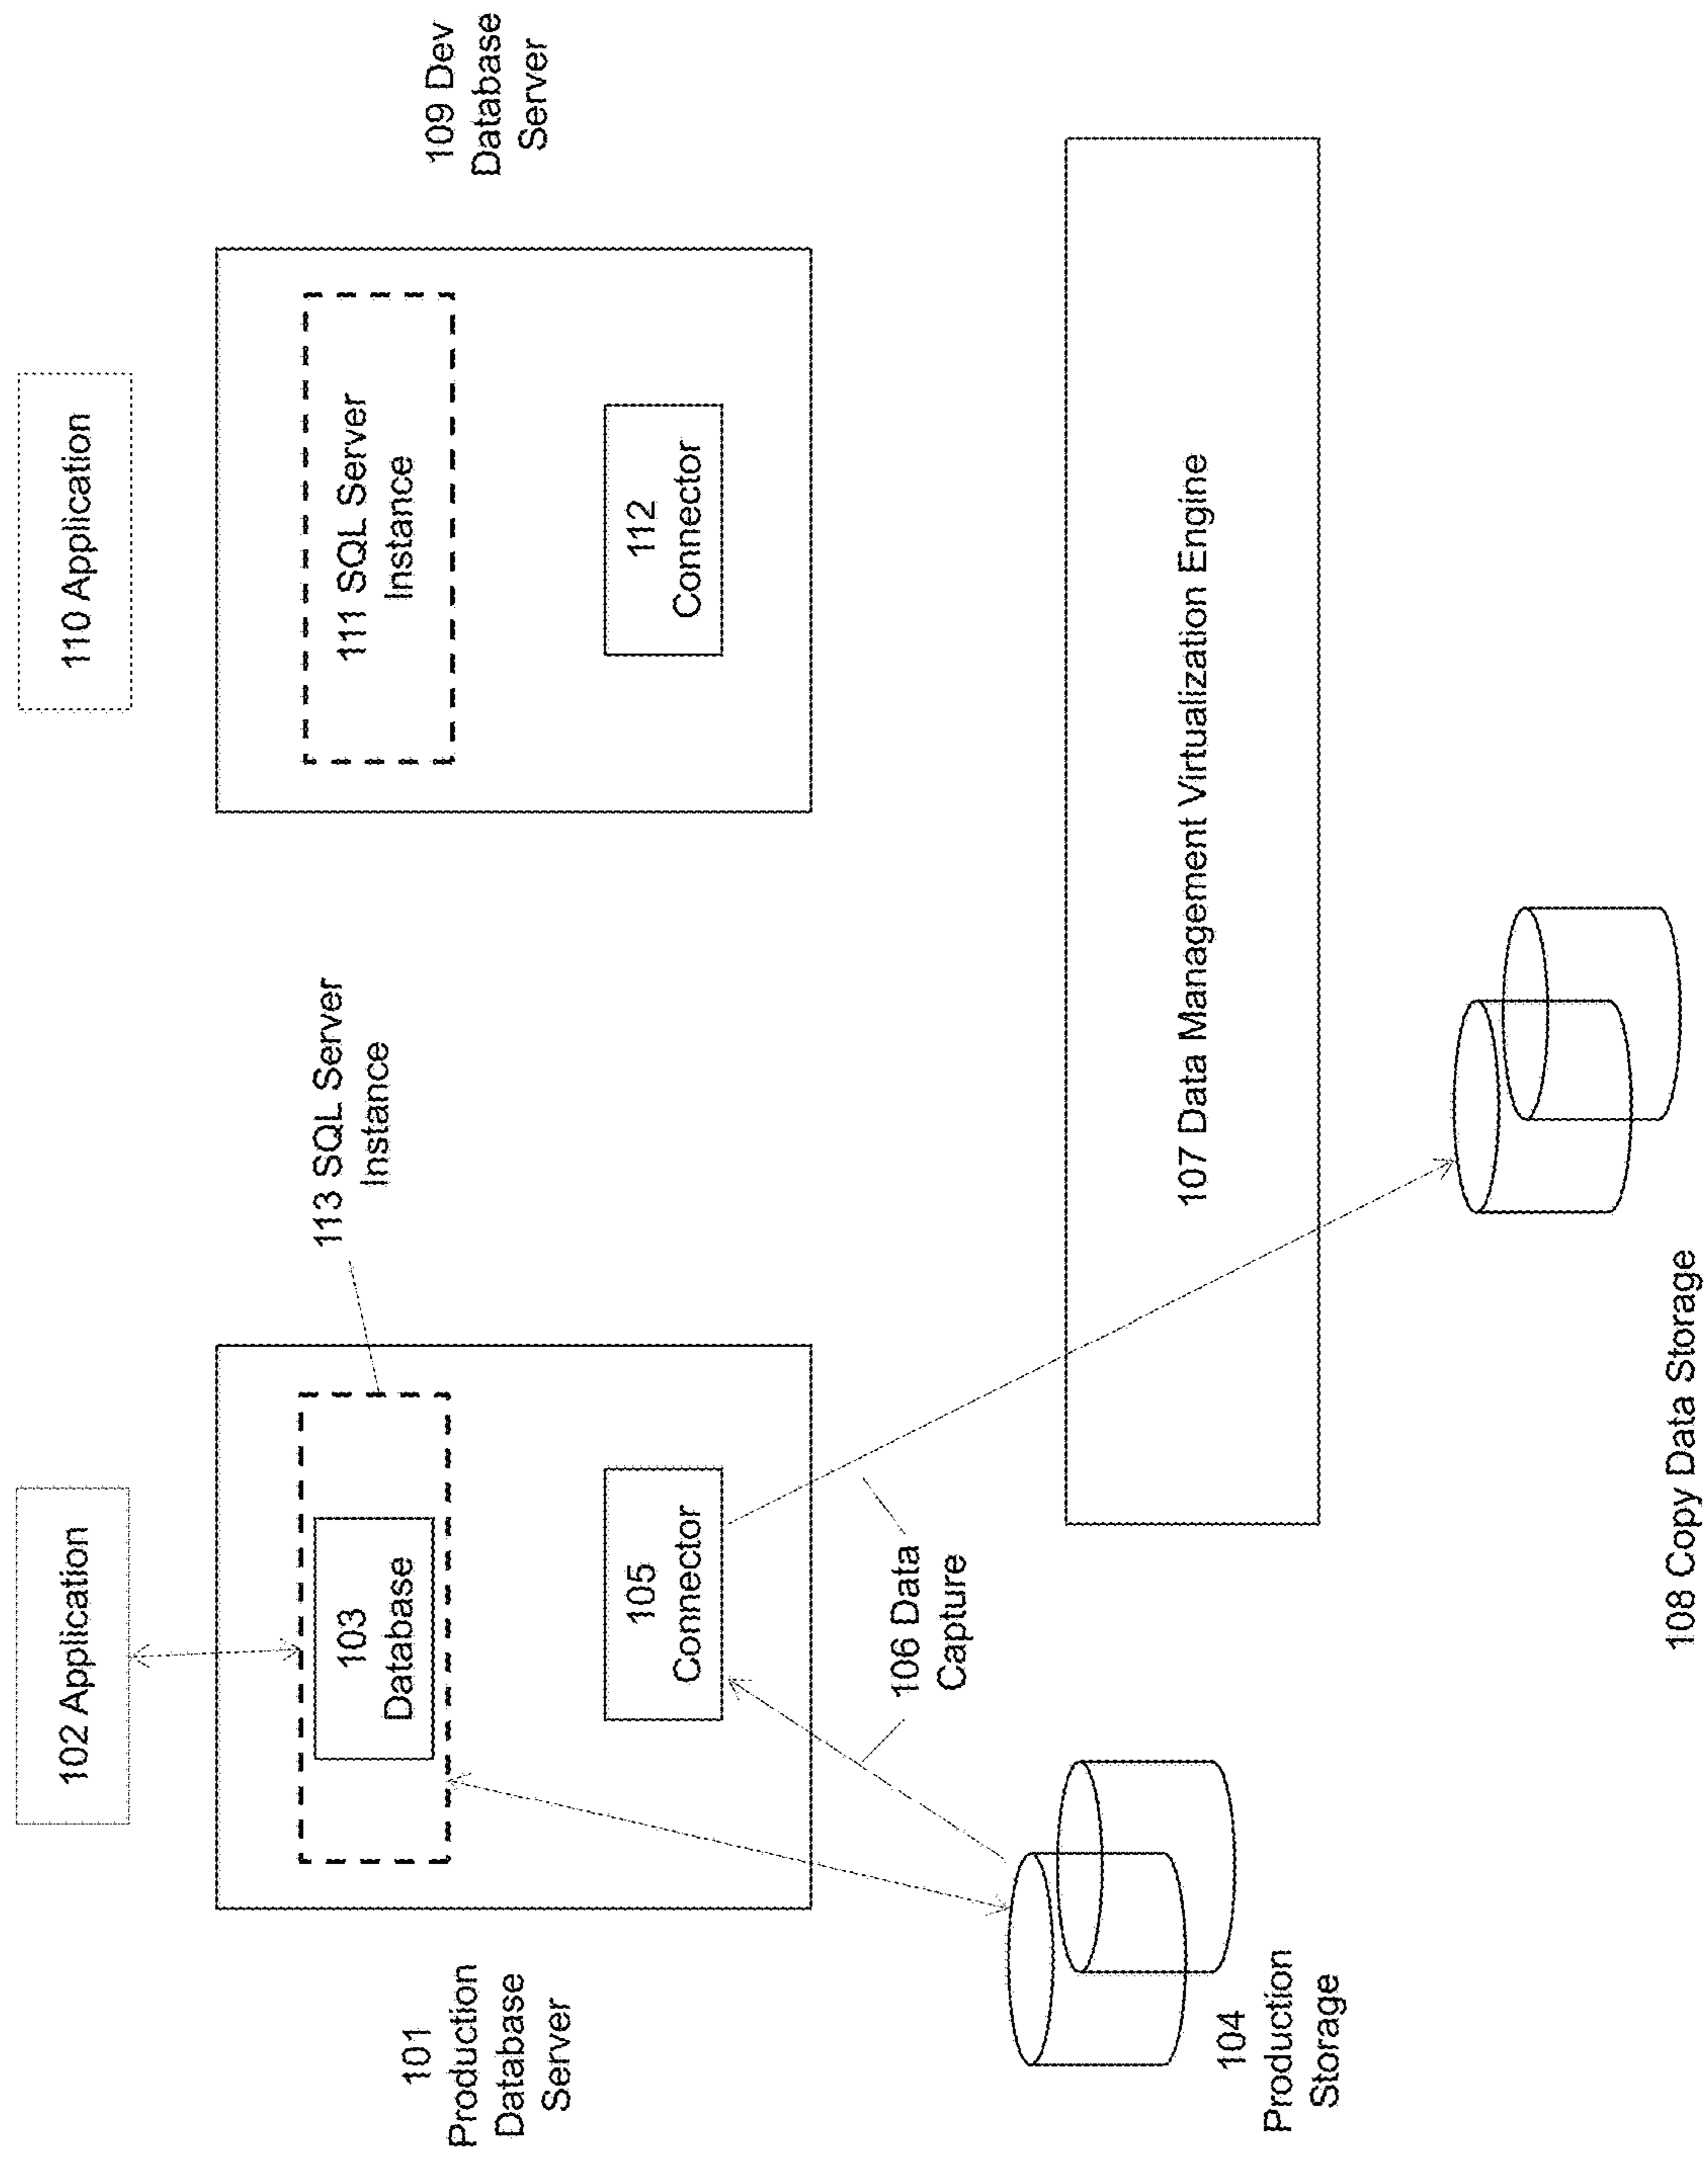 102 Application
110 Application
113 SQL Server
Instance
103
Database
111 SQL Server
Instance
101
Production
Database
Server
109 Dev
Database
Server
105
Connector
112
Connector
106 Data
Capture
107 Data Management Virtualization Engine
104
Production
Storage
108 Copy Data Storage